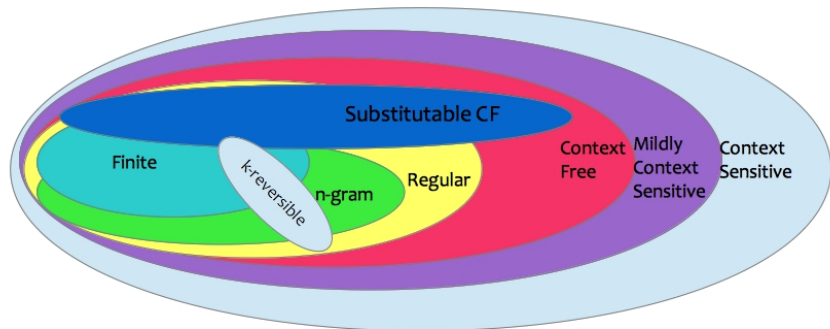 Substitutable CF
Finite
k-reversible
n-gram
Regular
Context
Free
Mildly
Context
Sensitive
Context
Sensitive